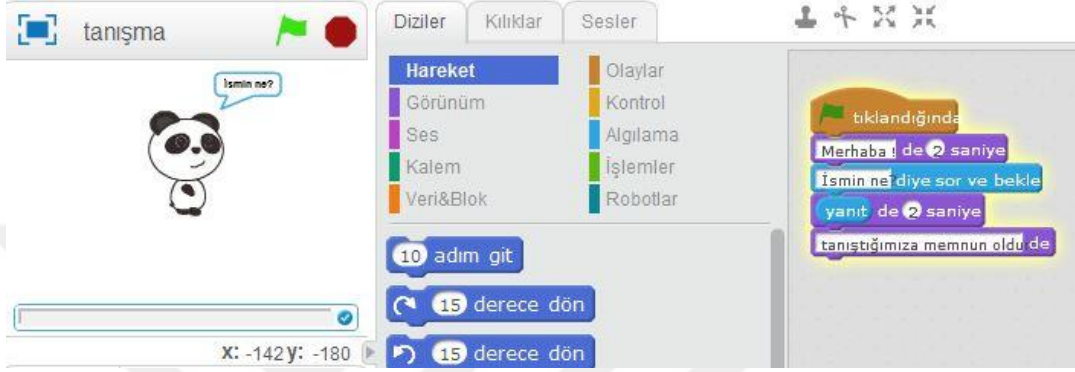 tanışma
İsmin ne?
x: -142 y: -180
Diziler Kılıklar Sesler
Hareket Olaylar
Görünüm Kontrol
Ses Algılama
Kalem İşlemler
Veri&Blok Robotlar
10 adım git
15 derece dön
15 derece dön
tıklandığında
Merhaba ! de 2 saniye
İsmin ne? diye sor ve bekle
yanıt de 2 saniye
tanıştığımıza memnun oldu de